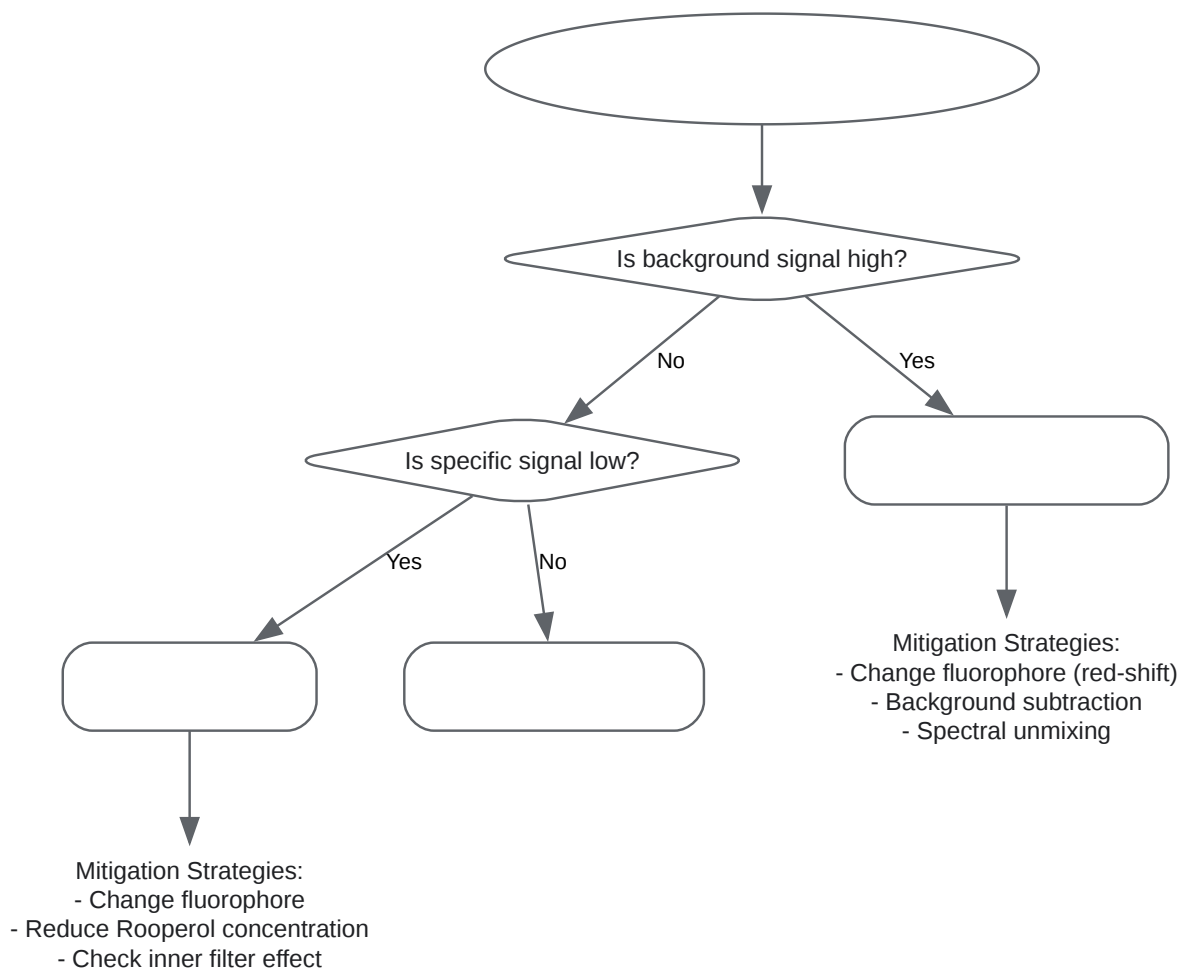 Is background signal high?
No
Yes
Is specific signal low?
Yes
No
Mitigation Strategies:
- Change fluorophore (red-shift)
- Background subtraction
- Spectral unmixing
Mitigation Strategies:
- Change fluorophore
- Reduce Rooperol concentration
- Check inner filter effect